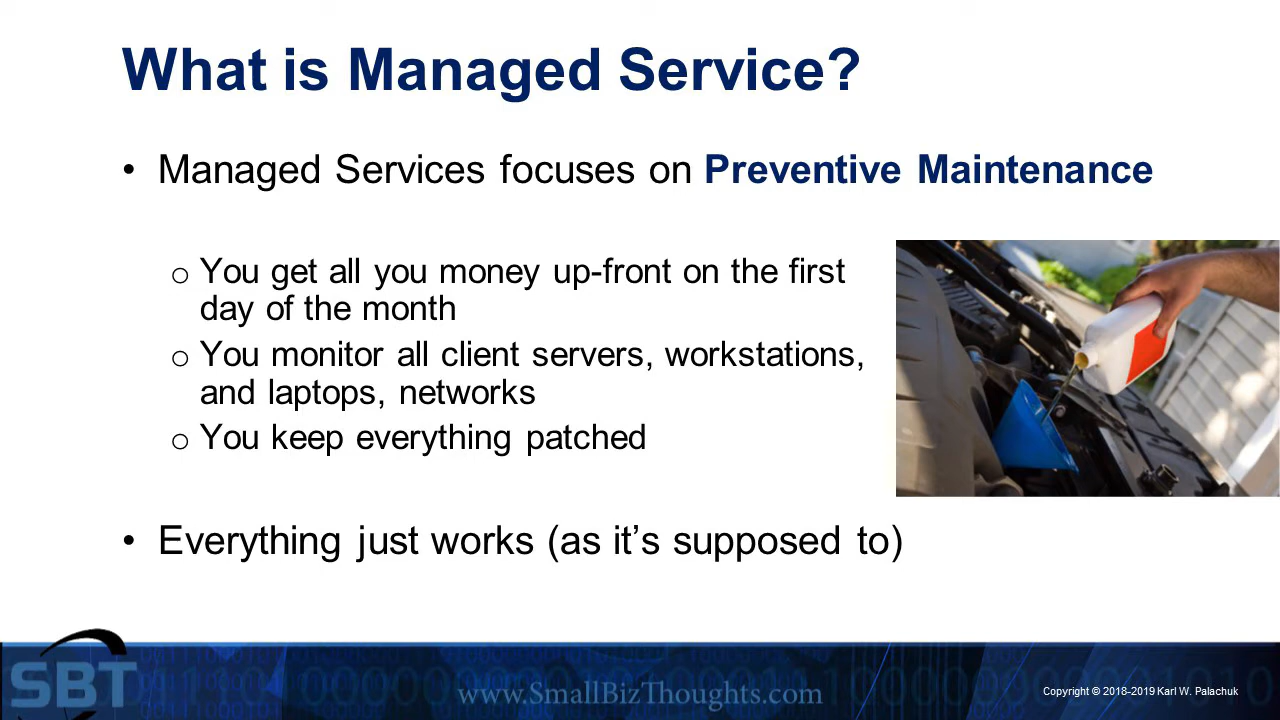 What is Managed Service?
• Managed Services focuses on Preventive Maintenance
o You get all you money up-front on the first
day of the month
o You monitor all client servers, workstations,
and laptops, networks
o You keep everything patched
• Everything just works (as it’s supposed to)
SBT
www.SmallBizThoughts.com
Copyright © 2018–2019 Karl W. Palachuk